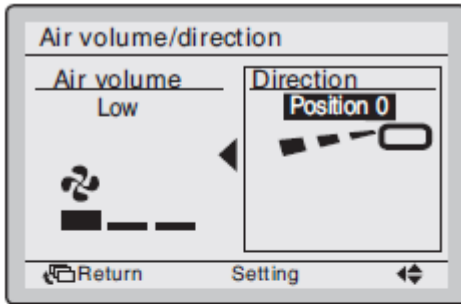 Air volume/direction
Air volume
Low
Direction
Position 0
Return Setting